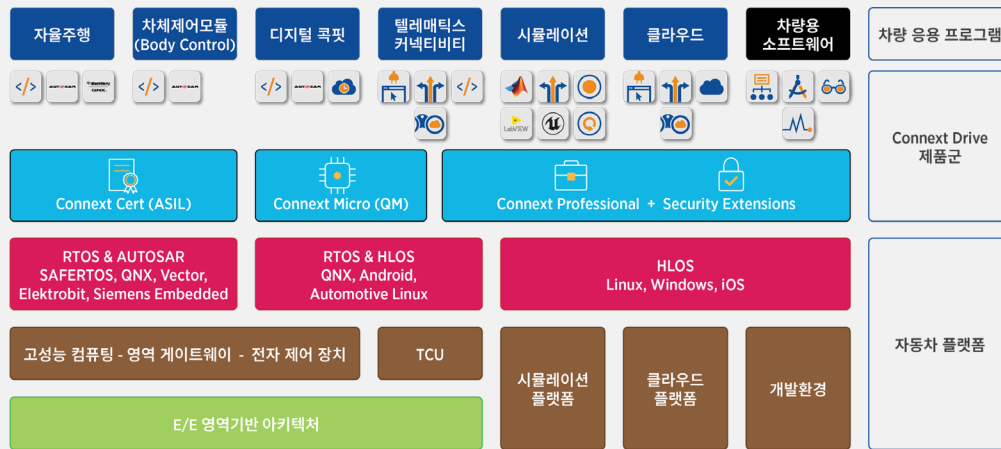 자율주행
차체제어모듈
(Body Control)
디지털 콕핏
텔레매틱스
커넥티비티
시뮬레이션
클라우드
차량용
소프트웨어
차량 응용 프로그램
</> AUTOSAR
</> AUTOSAR
</> AUTOSAR
</>
LabVIEW
Connext Drive
제품군
Connext Cert (ASIL)
Connext Micro (QM)
Connext Professional + Security Extensions
RTOS & AUTOSAR
SAFERTOS, QNX, Vector,
Elektrobit, Siemens Embedded
RTOS & HLOS
QNX, Android,
Automotive Linux
HLOS
Linux, Windows, iOS
고성능 컴퓨팅 - 영역 게이트웨이 - 전자 제어 장치
TCU
시뮬레이션
플랫폼
클라우드
플랫폼
개발환경
자동차 플랫폼
E/E 영역기반 아키텍처